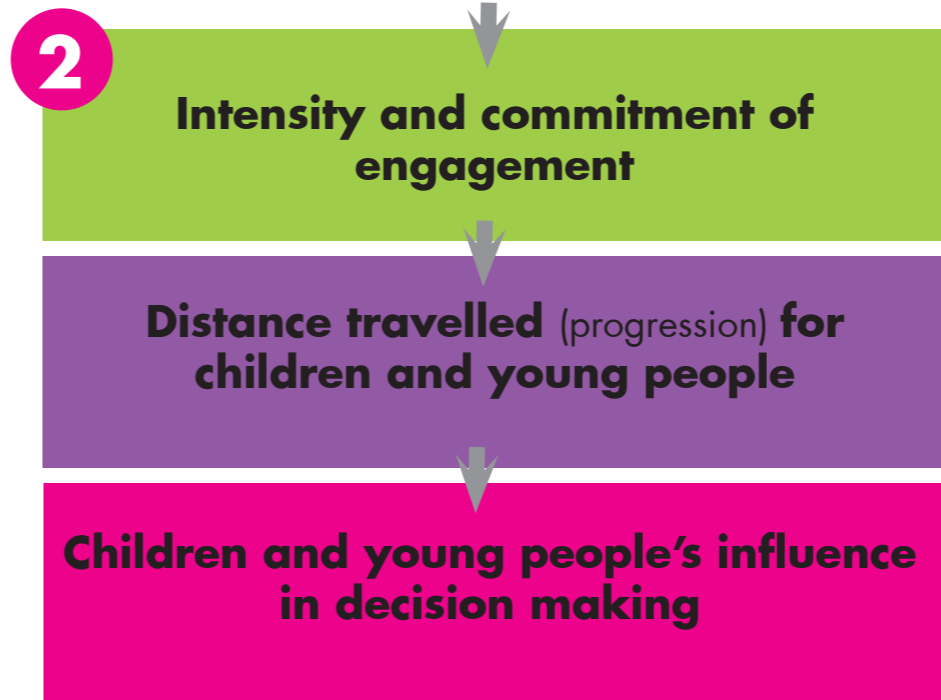 2
Intensity and commitment of
engagement
Distance travelled (progression) for
children and young people
Children and young people’s influence
in decision making